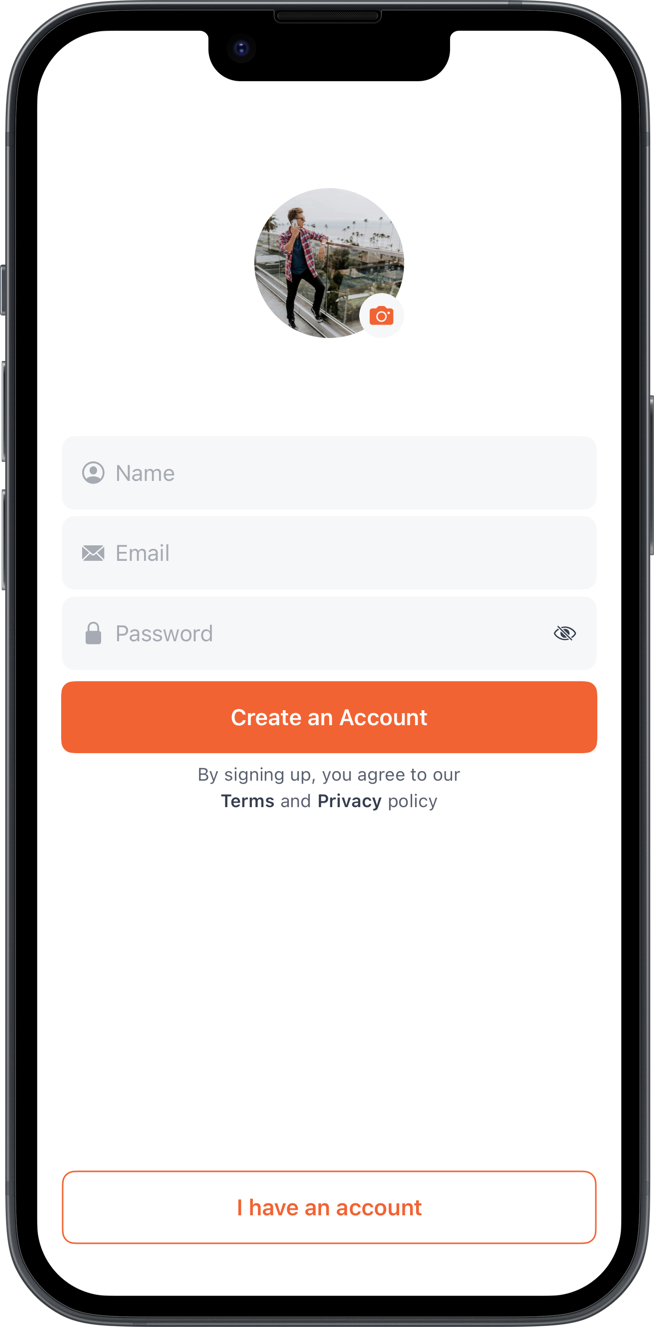 Name
Email
Password
Create an Account
By signing up, you agree to our
Terms and Privacy policy
I have an account